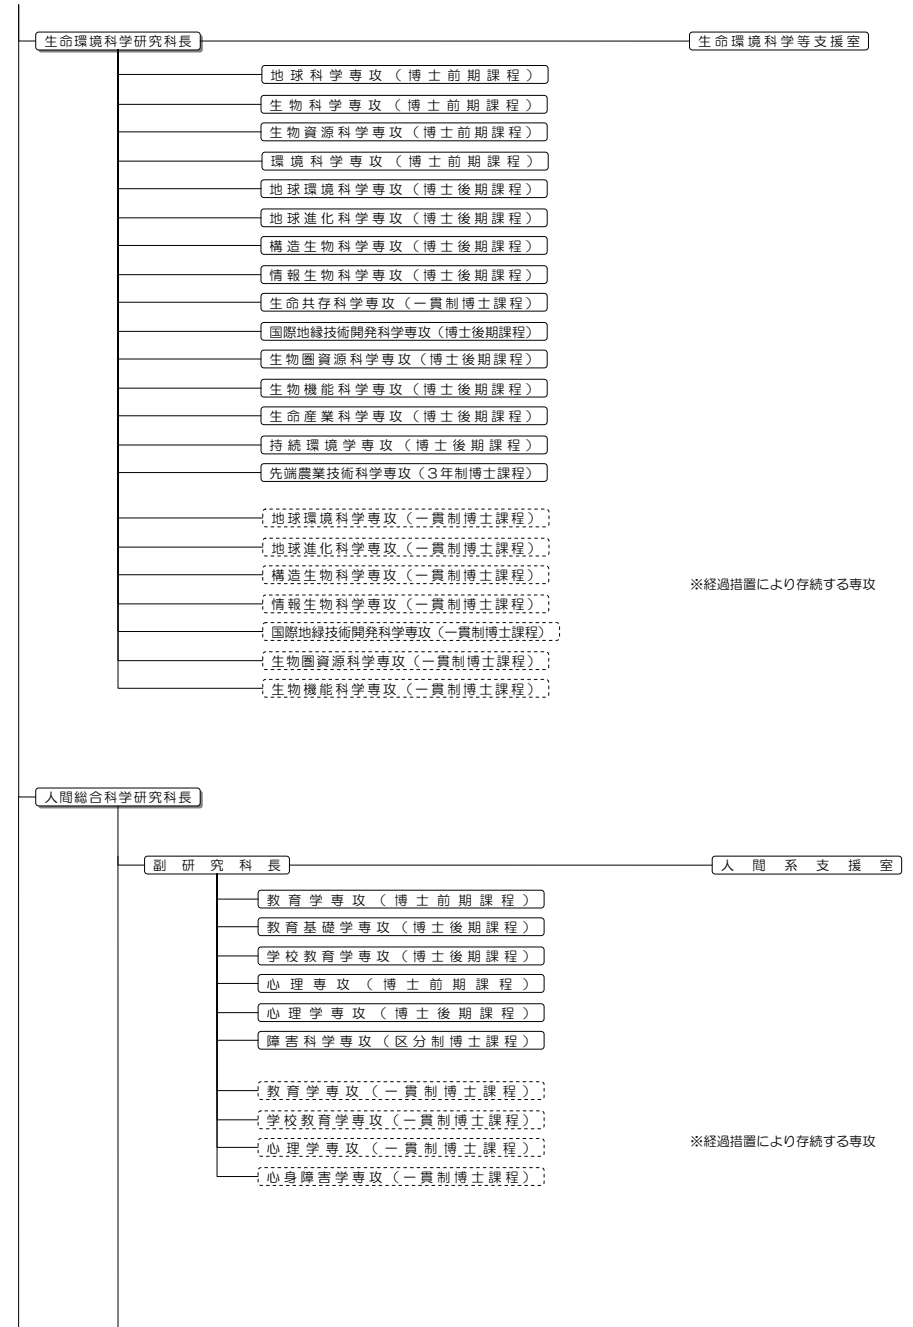 生命環境科学研究科長 生命環境科学等支援室
地球科学専攻（博士前期課程）
生物科学専攻（博士前期課程）
生物資源科学専攻（博士前期課程）
環境科学専攻（博士前期課程）
地球環境科学専攻（博士後期課程）
地球進化科学専攻（博士後期課程）
構造生物科学専攻（博士後期課程）
情報生物科学専攻（博士後期課程）
生命共存科学専攻（一貫制博士課程）
国際地縁技術開発科学専攻（博士後期課程）
生物圏資源科学専攻（博士後期課程）
生物機能科学専攻（博士後期課程）
生命産業科学専攻（博士後期課程）
持続環境学専攻（博士後期課程）
先端農業技術科学専攻（３年制博士課程）
地球環境科学専攻（一貫制博士課程）
地球進化科学専攻（一貫制博士課程）
構造生物科学専攻（一貫制博士課程）
※経過措置により存続する専攻
情報生物科学専攻（一貫制博士課程）
国際地縁技術開発科学専攻（一貫制博士課程）
生物圏資源科学専攻（一貫制博士課程）
生物機能科学専攻（一貫制博士課程）
人間総合科学研究科長
副研究科長 人間系支援室
教育学専攻（博士前期課程）
教育基礎学専攻（博士後期課程）
学校教育学専攻（博士後期課程）
心理専攻（博士前期課程）
心理学専攻（博士後期課程）
障害科学専攻（区分制博士課程）
教育学専攻（一貫制博士課程）
学校教育学専攻（一貫制博士課程）
※経過措置により存続する専攻
心理学専攻（一貫制博士課程）
心身障害学専攻（一貫制博士課程）